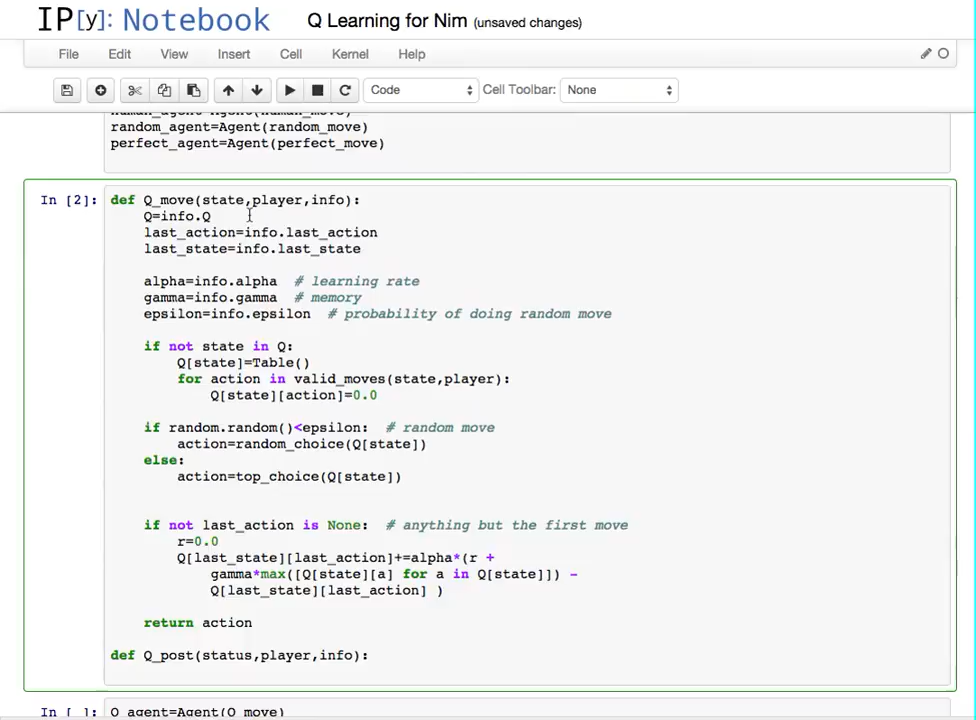 IP[y]: Notebook Q Learning for Nim (unsaved changes)
File Edit View Insert Cell Kernel Help
Code Cell Toolbar: None
human_agent=Agent(human_move)
random_agent=Agent(random_move)
perfect_agent=Agent(perfect_move)
In [2]: def Q_move(state,player,info):
    Q=info.Q
    last_action=info.last_action
    last_state=info.last_state
    alpha=info.alpha  # learning rate
    gamma=info.gamma  # memory
    epsilon=info.epsilon  # probability of doing random move
    if not state in Q:
        Q[state]=Table()
        for action in valid_moves(state,player):
            Q[state][action]=0.0
    if random.random()<epsilon:  # random move
        action=random_choice(Q[state])
    else:
        action=top_choice(Q[state])
    if not last_action is None:  # anything but the first move
        r=0.0
        Q[last_state][last_action]+=alpha*(r +
            gamma*max([Q[state][a] for a in Q[state]]) -
            Q[last_state][last_action] )
    return action
def Q_post(status,player,info):
In [ ]: Q_agent=Agent(Q_move)